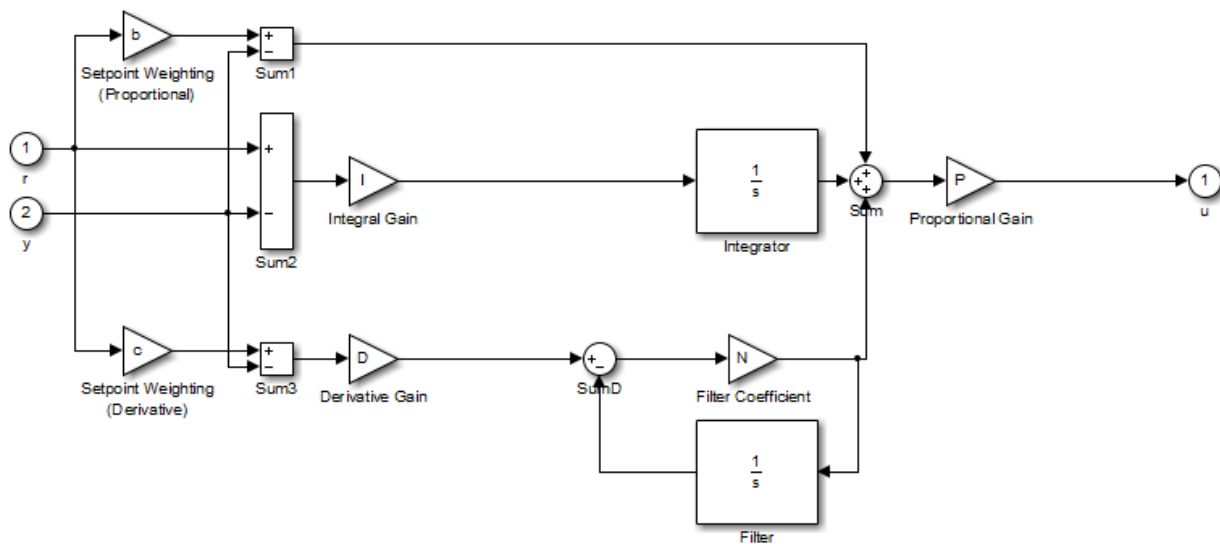 b
+
−
Setpoint Weighting
(Proportional)
Sum1
1
r
+
−
2
y
Sum2
I
Integral Gain
1
s
Integrator
+
+
+
Sum
P
Proportional Gain
1
u
c
Setpoint Weighting
(Derivative)
+
−
Sum3
D
Derivative Gain
+
−
SumD
N
Filter Coefficient
1
s
Filter